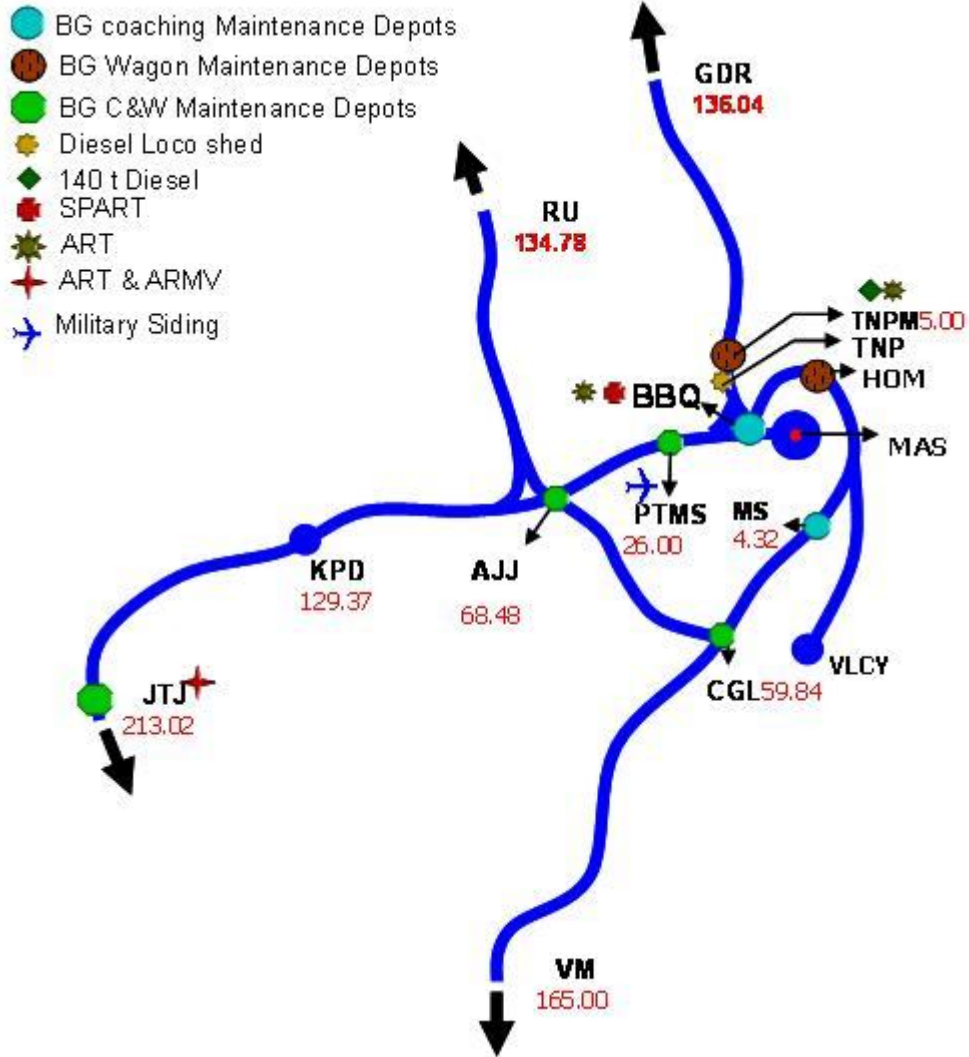 BG coaching Maintenance Depots
BG Wagon Maintenance Depots
BG C&W Maintenance Depots
Diesel Loco shed
140 t Diesel
SPART
ART
ART & ARMV
Military Siding
GDR
136.04
RU
134.78
TNPM5.00
TNP
HOM
BBQ
MAS
PTMS
26.00
MS
4.32
KPD
129.37
AJJ
68.48
VLCY
CGL59.84
JTJ
213.02
VM
165.00